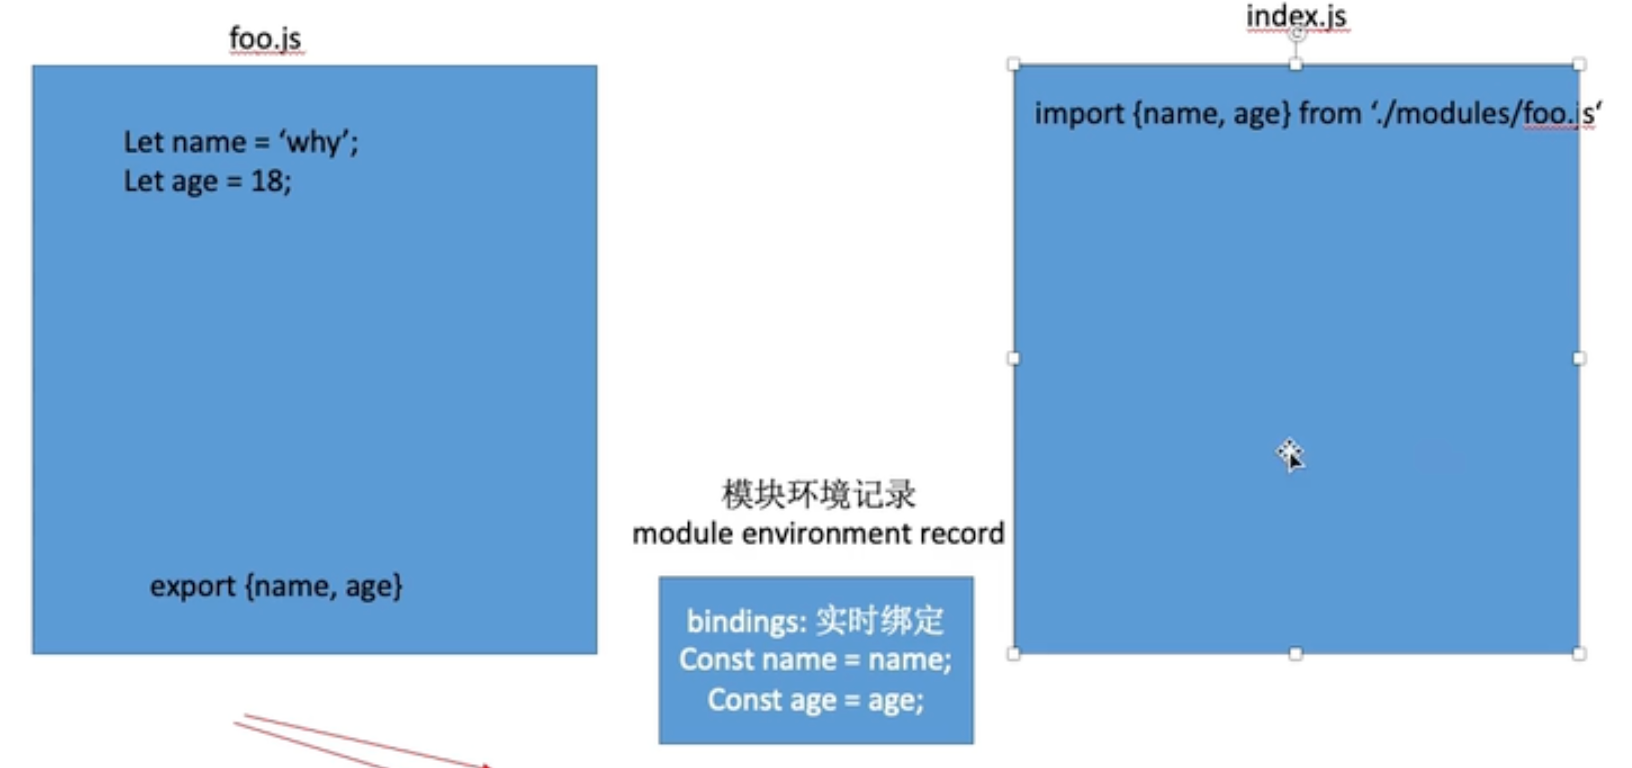 foo.js
Let name = ‘why’;
Let age = 18;
export {name, age}
模块环境记录
module environment record
bindings: 实时绑定
Const name = name;
Const age = age;
index.js
import {name, age} from ‘./modules/foo.js‘